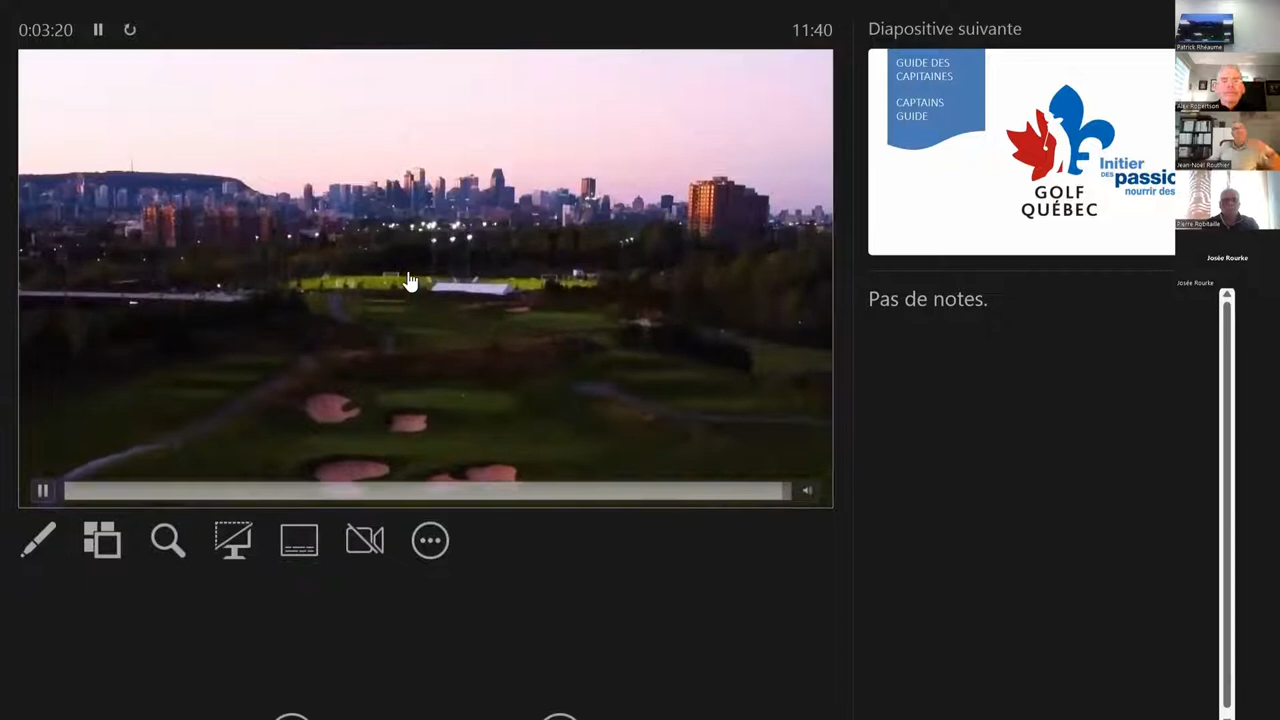 0:03:20
11:40
Diapositive suivante
GUIDE DES
CAPITAINES
CAPTAINS
GUIDE
GOLF
QUÉBEC
Initier
DES passio
nourrir des
Pas de notes.
Patrick Rhéaume
Alex Robertson
Jean-Noël Routhier
Pierre Robitaille
Josée Rourke
Josée Rourke